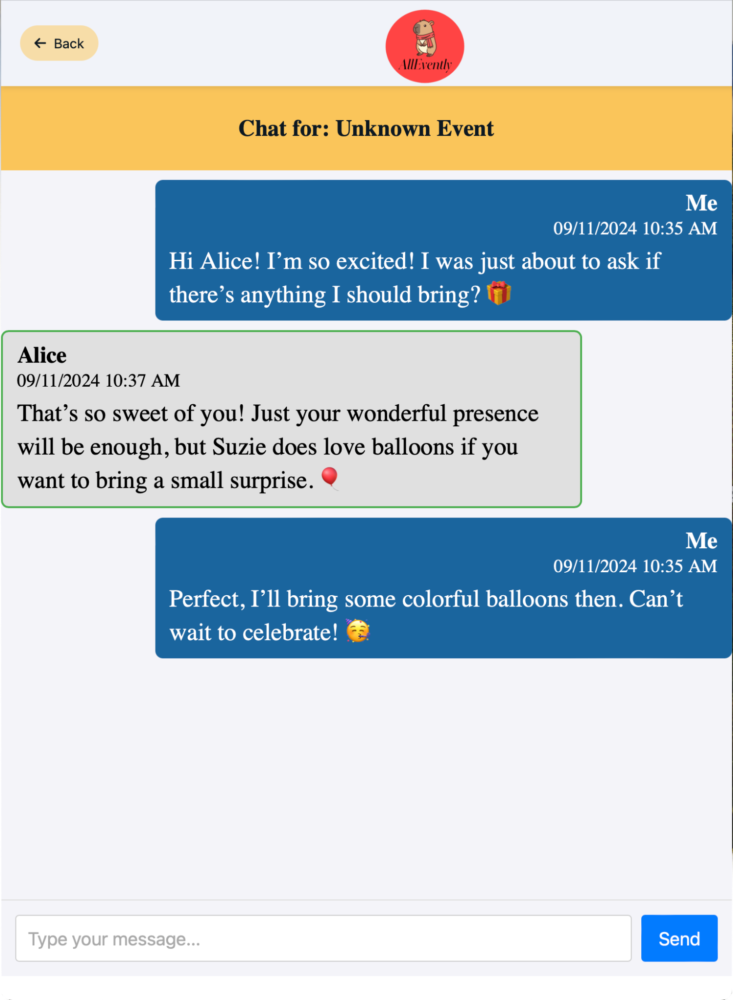 ← Back
AllEvently
Chat for: Unknown Event
Me
09/11/2024 10:35 AM
Hi Alice! I’m so excited! I was just about to ask if
there’s anything I should bring? 🎁
Alice
09/11/2024 10:37 AM
That’s so sweet of you! Just your wonderful presence
will be enough, but Suzie does love balloons if you
want to bring a small surprise. 🎈
Me
09/11/2024 10:35 AM
Perfect, I’ll bring some colorful balloons then. Can’t
wait to celebrate! 🥳
Type your message...
Send